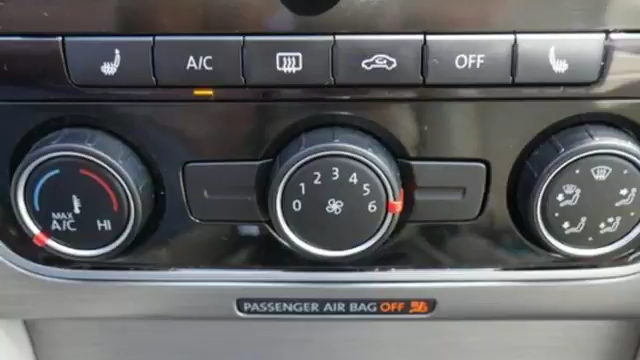 A/C
OFF
MAX
A/C
HI
0 1 2 3 4 5 6
PASSENGER AIR BAG OFF